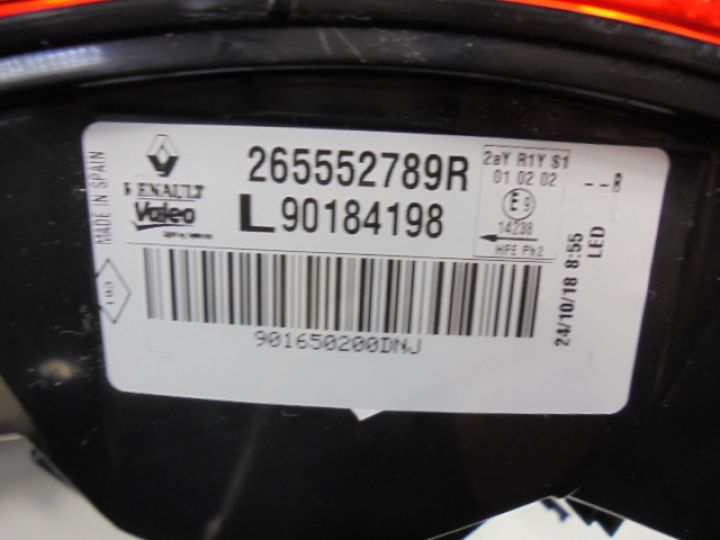 MADE IN SPAIN
RENAULT
Valeo
265552789R
L 90184198
2aY R1Y S1
01 02 02
E9
14238
HFE Ph2
--B
24/10/18 8:55
LED
901650200DNJ